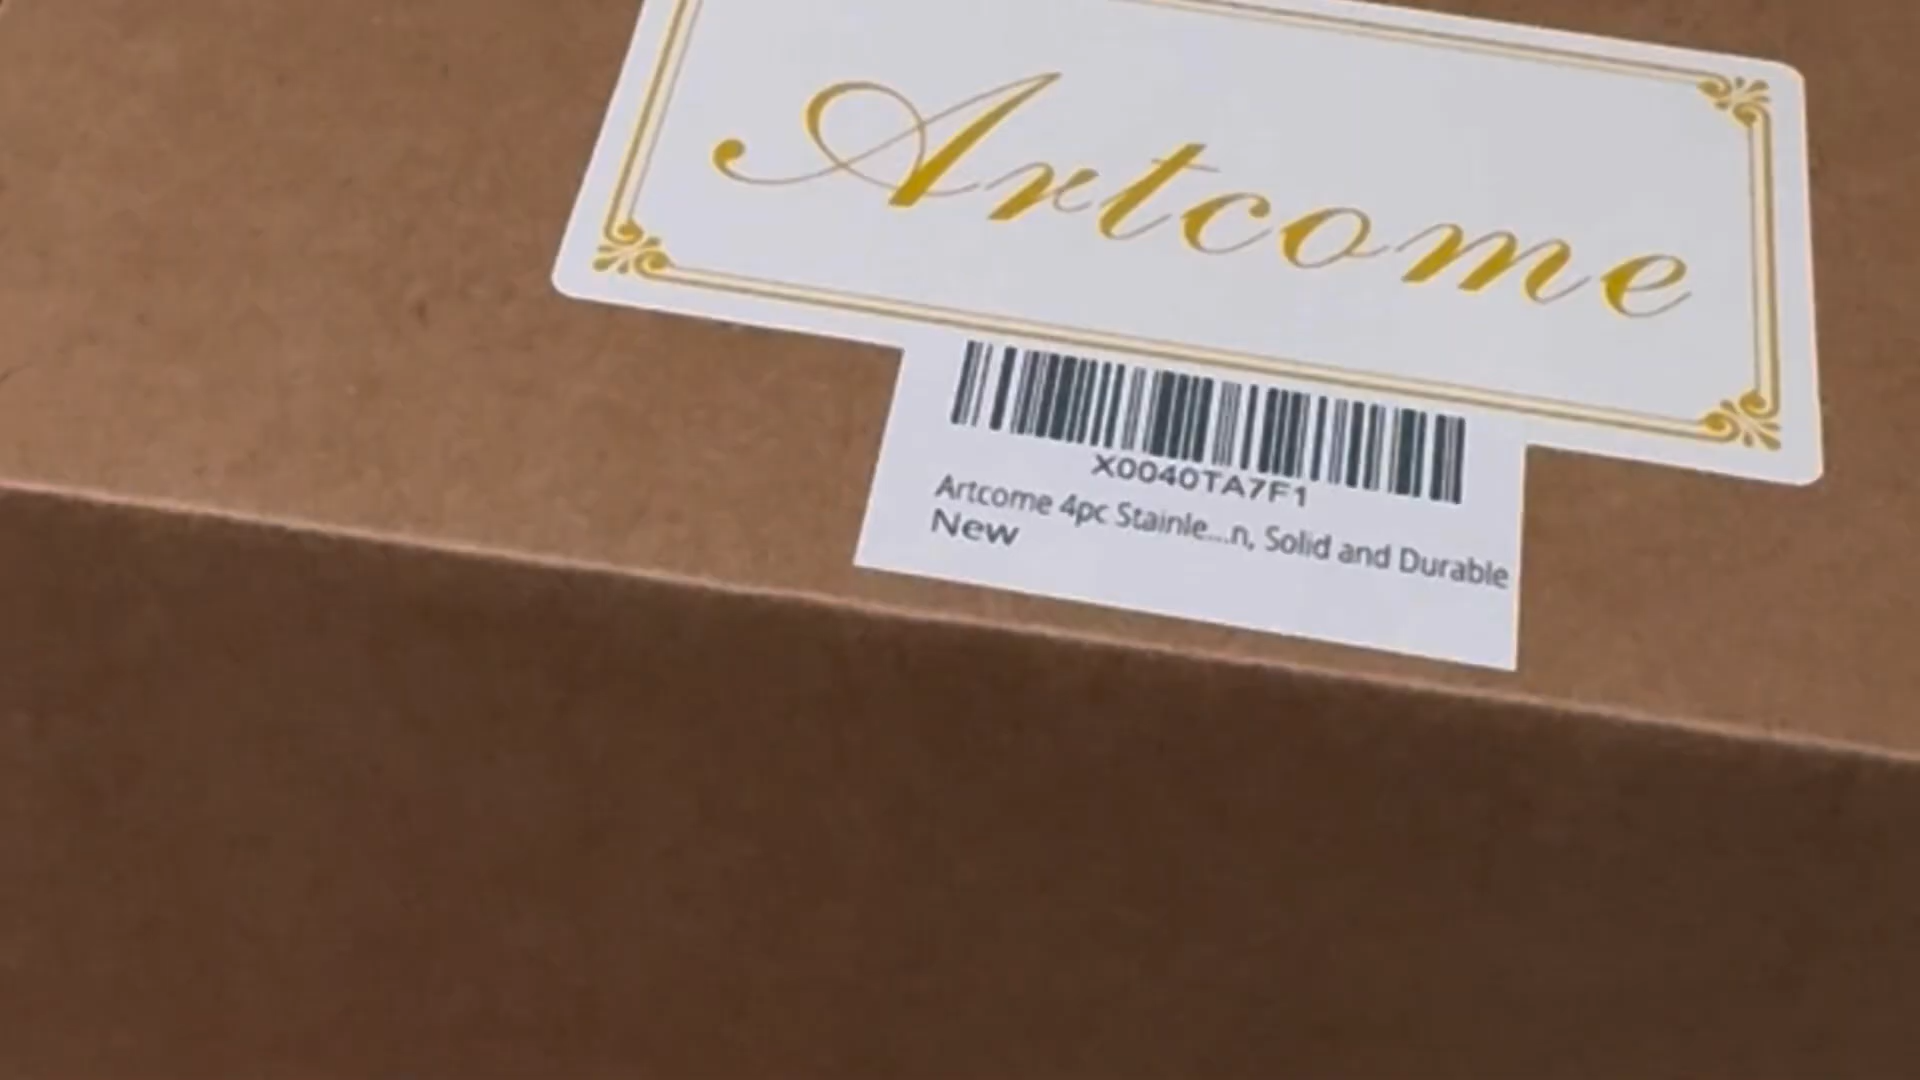 Artcome
X0040TA7F1
Artcome 4pc Stainle...n, Solid and Durable
New